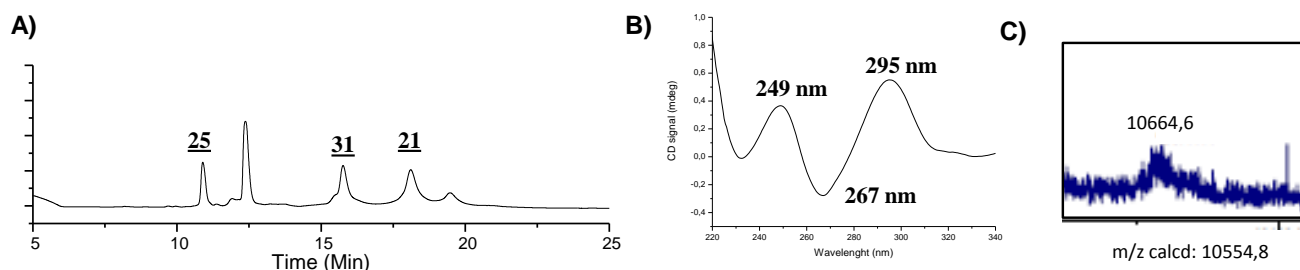 A)
25
31
21
5
10
15
20
25
Time (Min)
B)
1,0
0,8
0,6
0,4
0,2
0,0
-0,2
-0,4
CD signal (mdeg)
249 nm
295 nm
267 nm
220
240
260
280
300
320
340
Wavelenght (nm)
C)
10664,6
m/z calcd: 10554,8